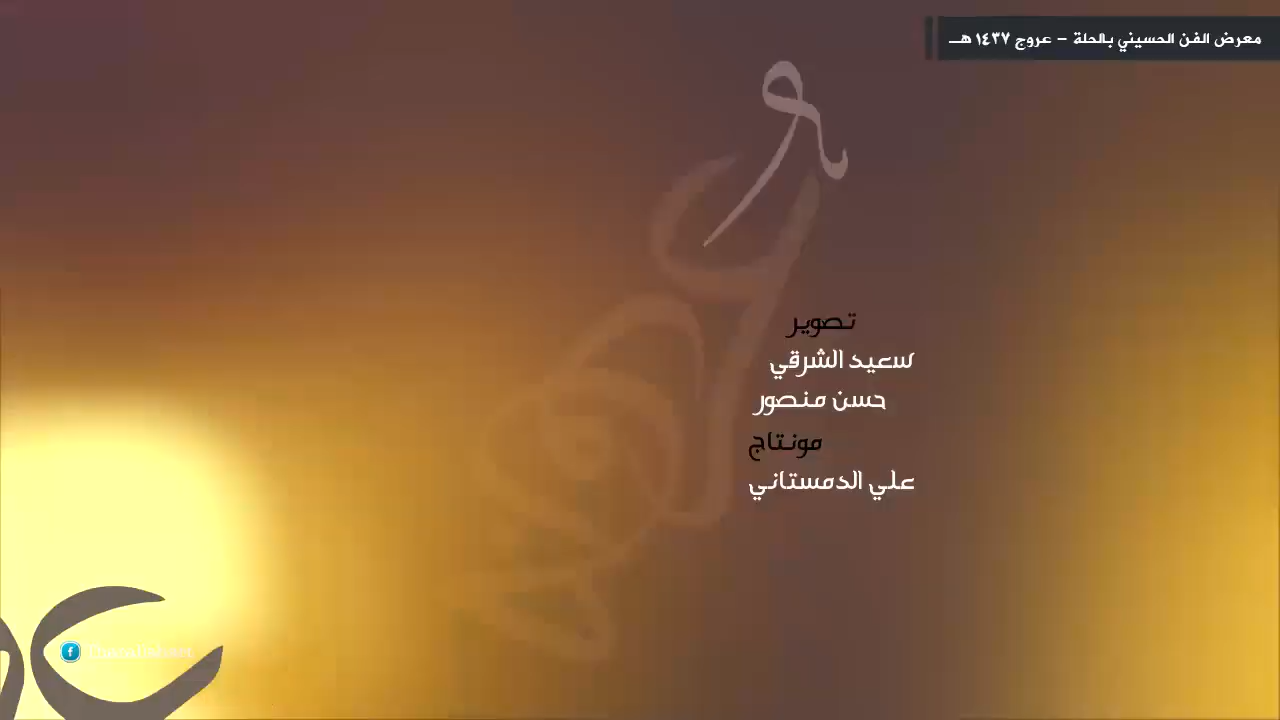 معرض الفن الحسيني بالحلة - عروج ١٤٣٧ هـ
تصوير
سعيد الشرقي
حسن منصور
مونتاج
علي الدمستاني